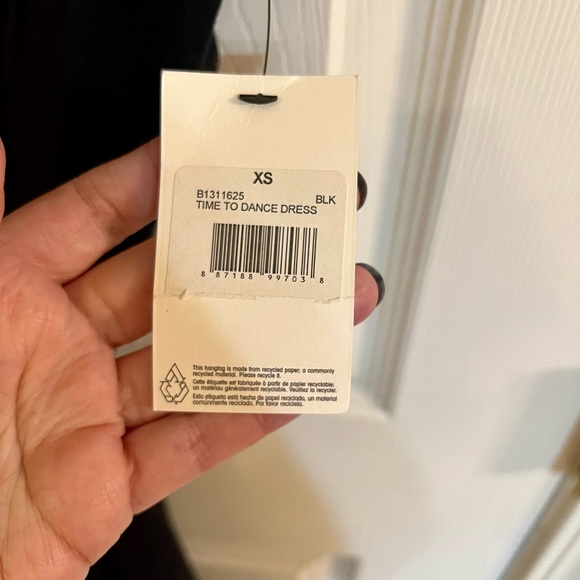 XS
B1311625 BLK
TIME TO DANCE DRESS
8 87188 99703 8
This hangtag is made from recycled paper, a commonly
recycled material. Please recycle it.
Cette étiquette est fabriquée à partir de papier recyclable;
un matériau généralement recyclable. Veuillez la recycler.
Esta etiqueta está hecha de papel reciclado, un material
comúnmente reciclado. Por favor recíclela.